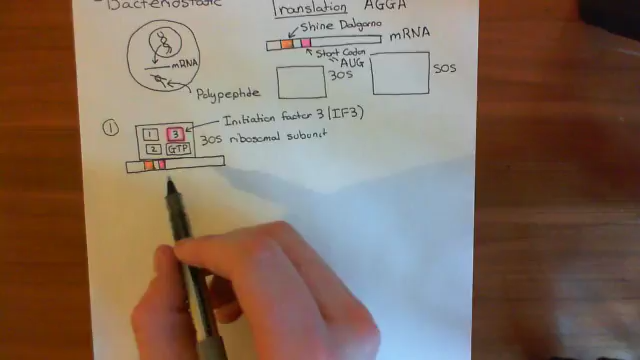 - Bacteriostatic
Translation AGGA
Shine Dalgarno
mRNA
Start Codon
AUG
30S
50S
mRNA
Polypeptide
1
Initiation factor 3 (IF3)
1 3
30S ribosomal subunit
2 GTP